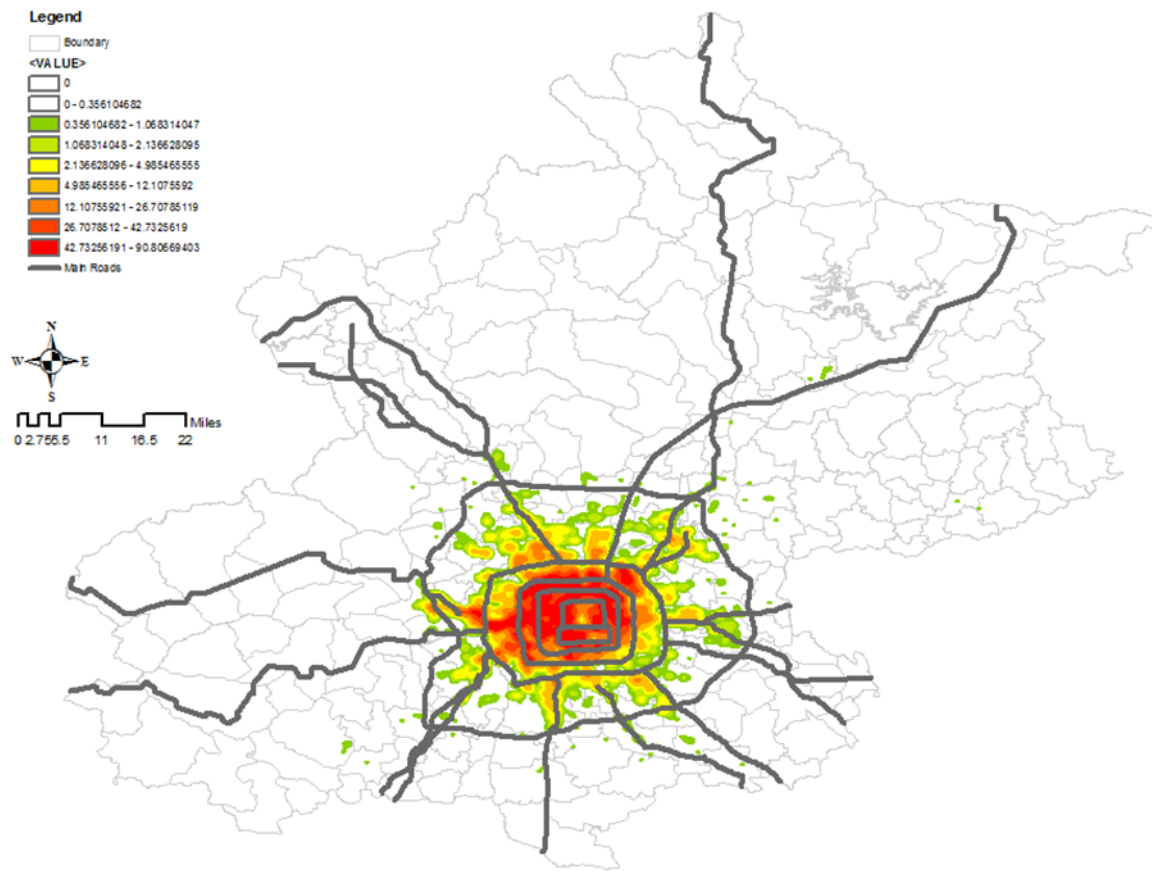 Legend
Boundary
<VALUE>
0
0 - 0.356104682
0.356104682 - 1.068314047
1.068314048 - 2.136628095
2.136628096 - 4.985465555
4.985465556 - 12.1075592
12.10755921 - 26.70785119
26.7078512 - 42.7325619
42.73256191 - 90.80669403
Main Roads
N
W E
S
Miles
0 2.755.5 11 16.5 22